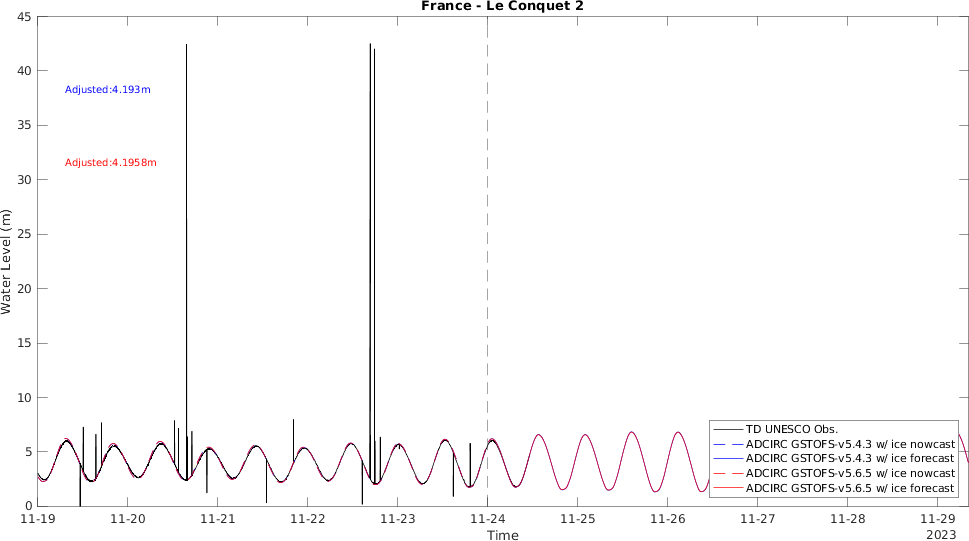 France - Le Conquet 2
Water Level (m)
45
40
35
30
25
20
15
10
5
0
Adjusted:4.193m
Adjusted:4.1958m
TD UNESCO Obs.
ADCIRC GSTOFS-v5.4.3 w/ ice nowcast
ADCIRC GSTOFS-v5.4.3 w/ ice forecast
ADCIRC GSTOFS-v5.6.5 w/ ice nowcast
ADCIRC GSTOFS-v5.6.5 w/ ice forecast
11-19 11-20 11-21 11-22 11-23 11-24 11-25 11-26 11-27 11-28 11-29
Time
2023